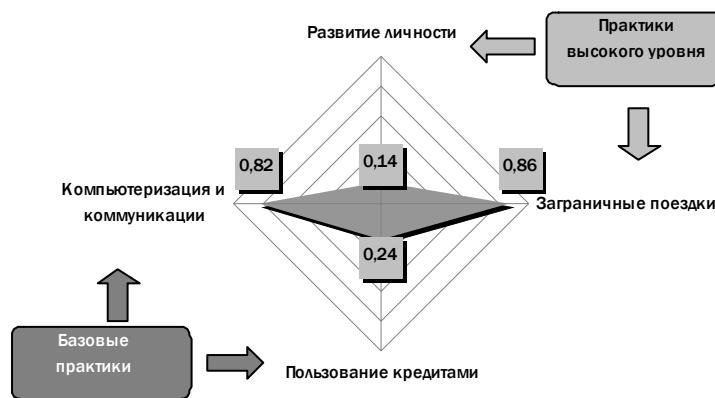 Развитие личности
Практики
высокого уровня
0,82
0,14
0,86
Компьютеризация и
коммуникации
Заграничные поездки
0,24
Базовые
практики
Пользование кредитами